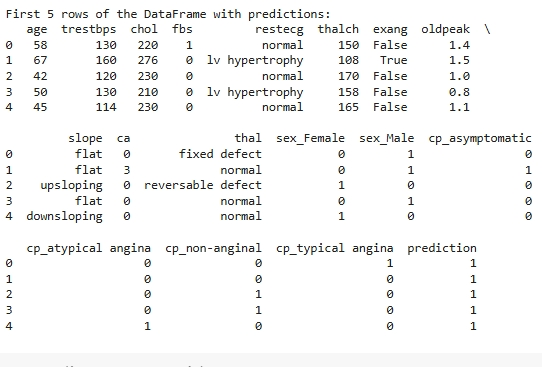 First 5 rows of the DataFrame with predictions:
   age  trestbps  chol  fbs         restecg  thalch  exang  oldpeak  \
0   58       130   220    1          normal     150  False      1.4
1   67       160   276    0  lv hypertrophy     108   True      1.5
2   42       120   230    0          normal     170  False      1.0
3   50       130   210    0  lv hypertrophy     158  False      0.8
4   45       114   230    0          normal     165  False      1.1
         slope  ca               thal  sex_Female  sex_Male  cp_asymptomatic
0         flat   0       fixed defect           0         1                0
1         flat   3             normal           0         1                1
2    upsloping   0  reversable defect           1         0                0
3         flat   0             normal           0         1                0
4  downsloping   0             normal           1         0                0
   cp_atypical angina  cp_non-anginal  cp_typical angina  prediction
0                   0               0                  1           1
1                   0               0                  0           1
2                   0               1                  0           1
3                   0               1                  0           1
4                   1               0                  0           1